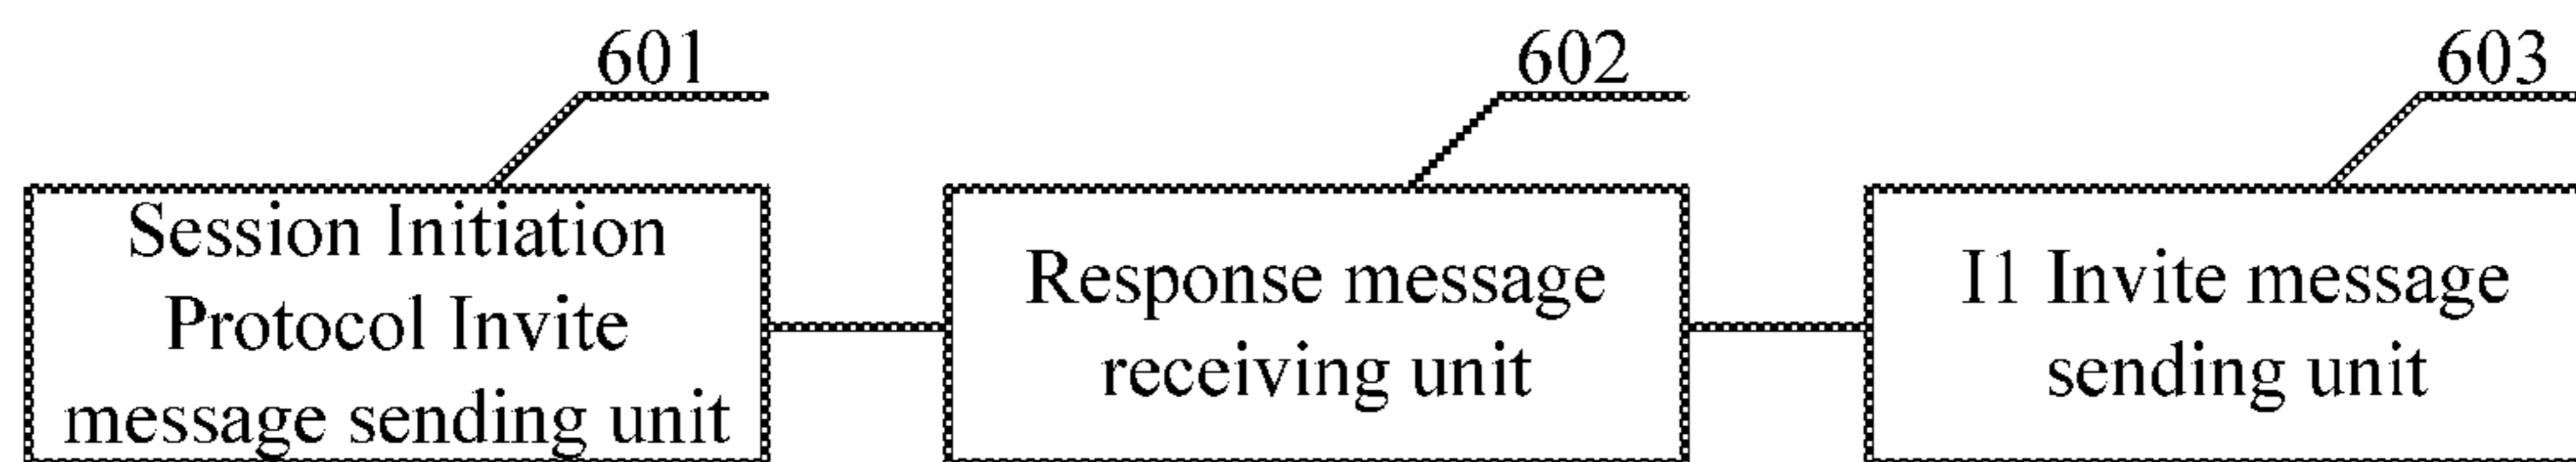 601
602
603
Session Initiation
Protocol Invite
message sending unit
Response message
receiving unit
I1 Invite message
sending unit